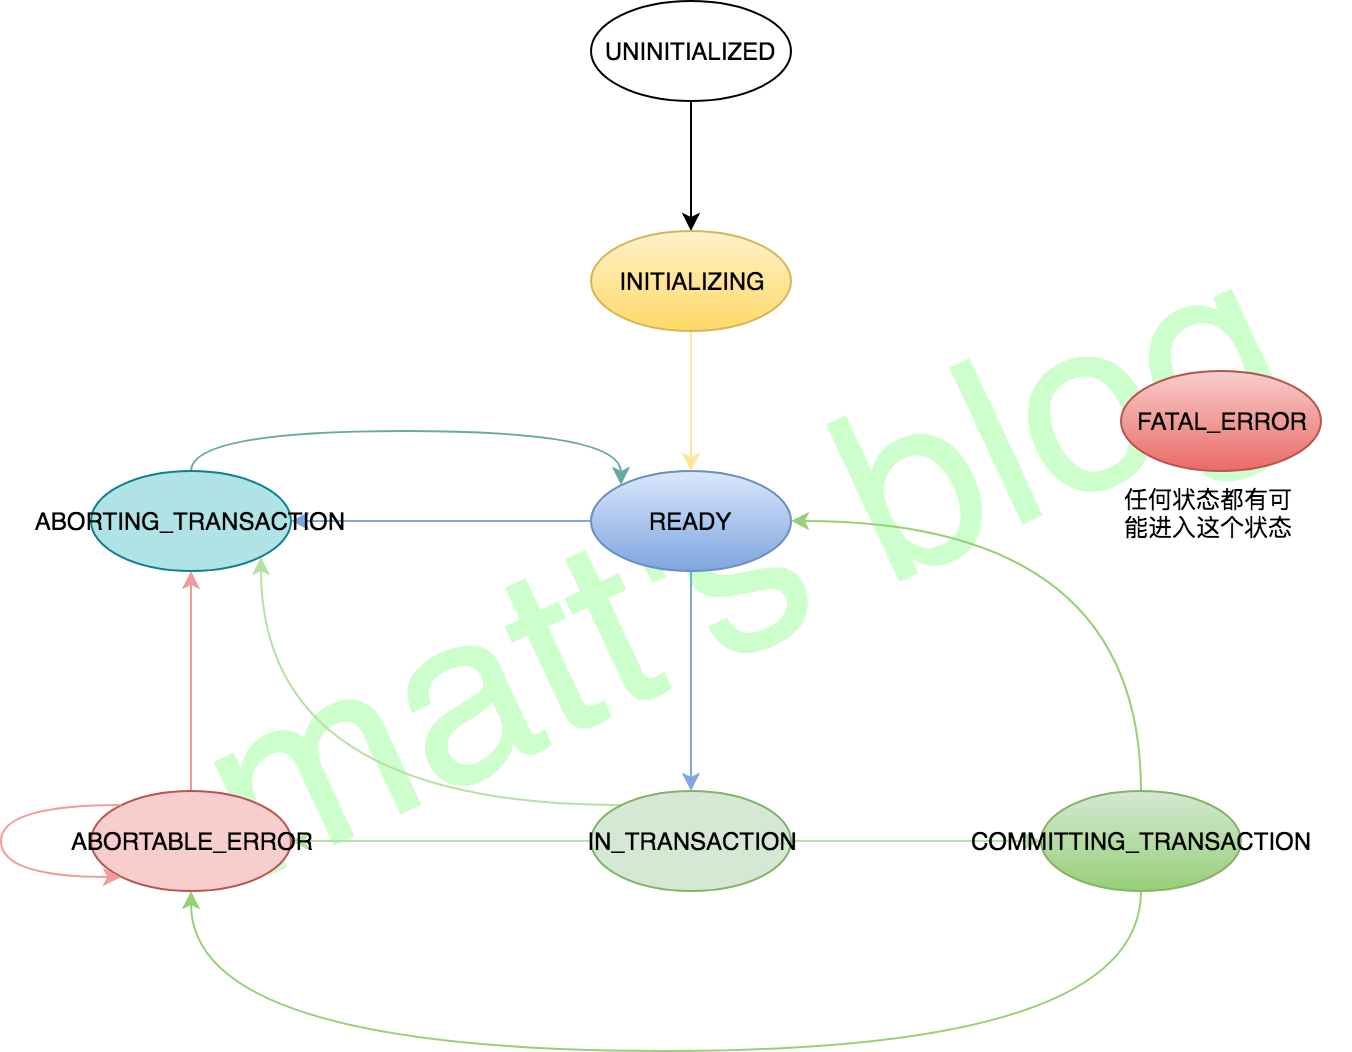 UNINITIALIZED
INITIALIZING
matt's blog
FATAL_ERROR
任何状态都有可
能进入这个状态
ABORTING_TRANSACTION
READY
ABORTABLE_ERROR
IN_TRANSACTION
COMMITTING_TRANSACTION